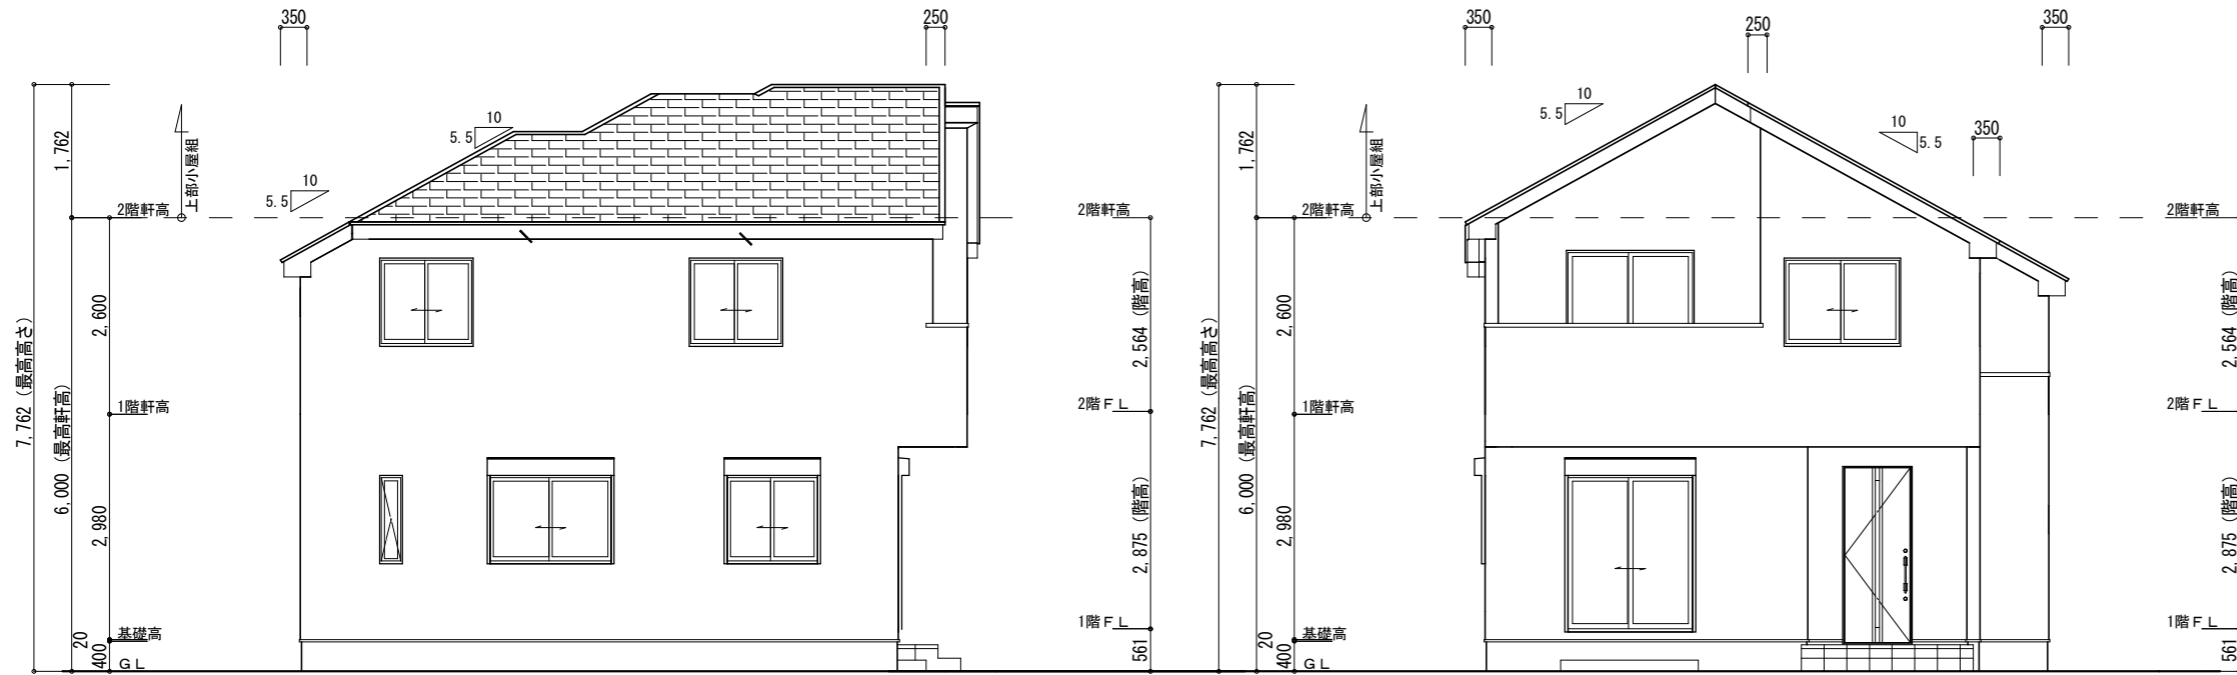 350
250
350
250
350
7,762 (最高高さ)
1,762
6,000 (最高軒高)
2,600
2,980
20
400
2階軒高
1階軒高
基礎高
ＧＬ
上部小屋組
10
5.5
10
5.5
2階軒高
2,564 (階高)
2階ＦＬ
2,875 (階高)
1階ＦＬ
561
7,762 (最高高さ)
1,762
6,000 (最高軒高)
2,600
2,980
20
400
2階軒高
1階軒高
基礎高
ＧＬ
上部小屋組
10
5.5
10
5.5
350
2階軒高
2,564 (階高)
2階ＦＬ
2,875 (階高)
1階ＦＬ
561